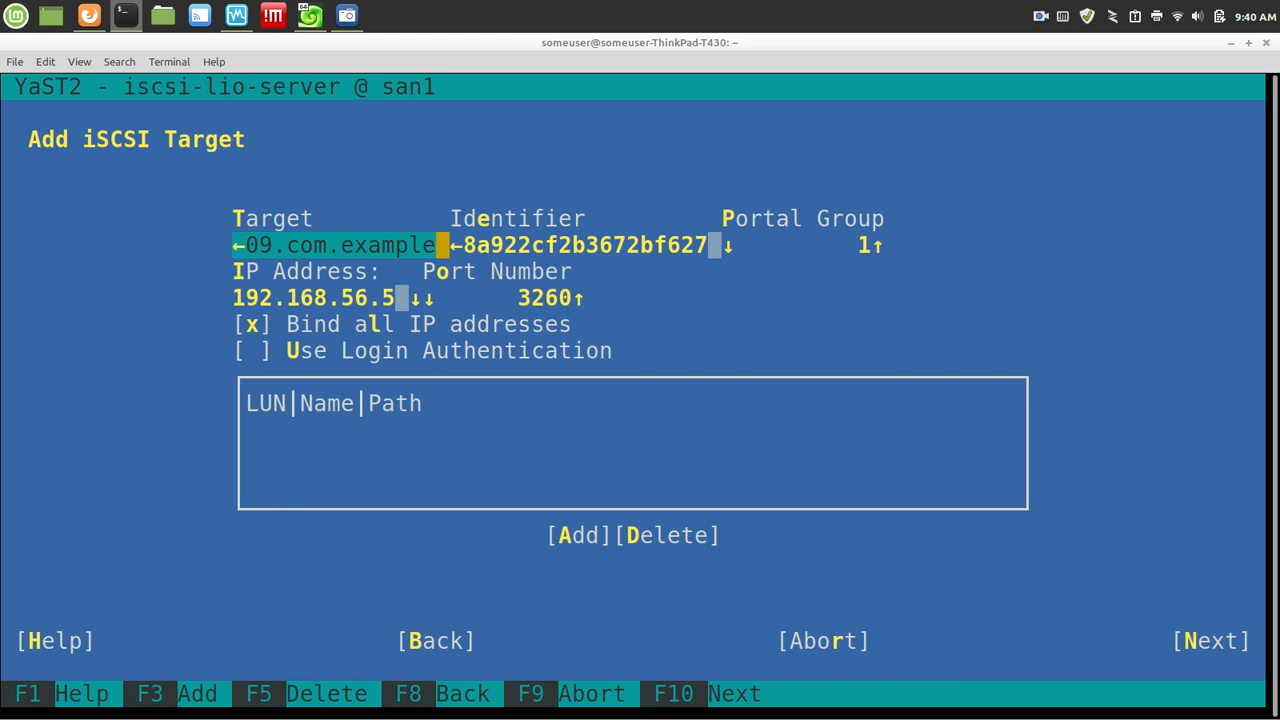 9:40 AM
someuser@someuser-ThinkPad-T430: ~
File Edit View Search Terminal Help
YaST2 - iscsi-lio-server @ san1
Add iSCSI Target
Target Identifier Portal Group
←09.com.example ←8a922cf2b3672bf627 ↓ 1↑
IP Address: Port Number
192.168.56.5 ↓↓ 3260↑
[x] Bind all IP addresses
[ ] Use Login Authentication
LUN|Name|Path
[Add][Delete]
[Help] [Back] [Abort] [Next]
F1 Help F3 Add F5 Delete F8 Back F9 Abort F10 Next